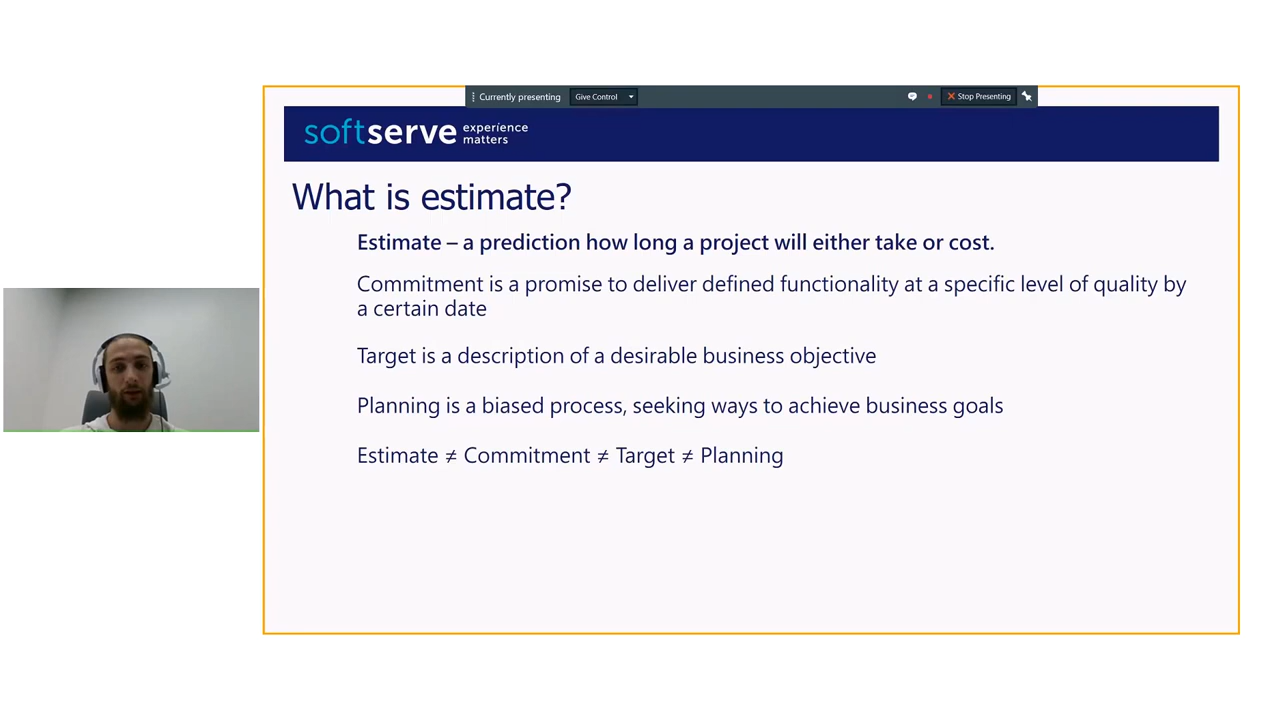 Currently presenting
Give Control
Stop Presenting
softserve experience
matters
What is estimate?
Estimate – a prediction how long a project will either take or cost.
Commitment is a promise to deliver defined functionality at a specific level of quality by
a certain date
Target is a description of a desirable business objective
Planning is a biased process, seeking ways to achieve business goals
Estimate ≠ Commitment ≠ Target ≠ Planning